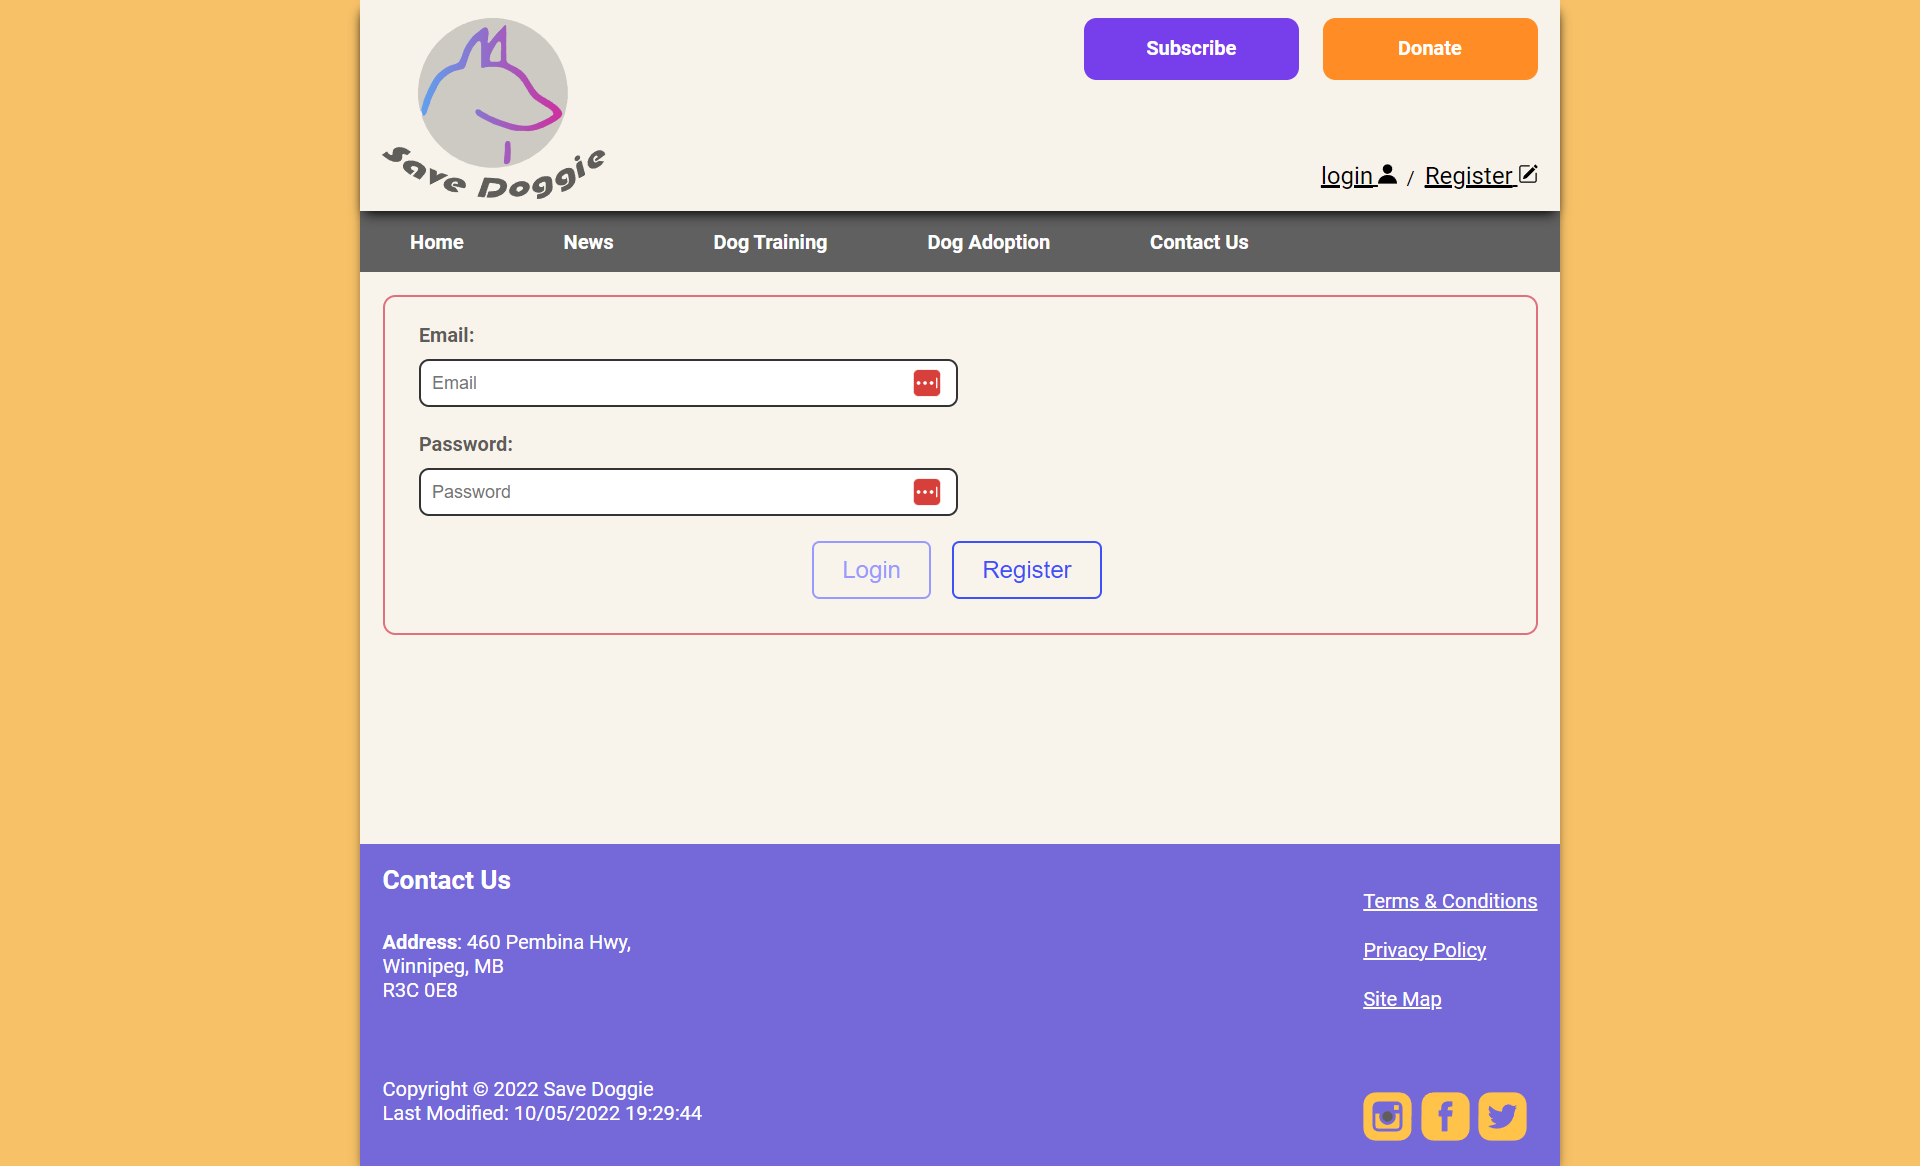 Save Doggie
Subscribe
Donate
login / Register
Home News Dog Training Dog Adoption Contact Us
Email:
Email
Password:
Password
Login Register
Contact Us
Address: 460 Pembina Hwy,
Winnipeg, MB
R3C 0E8
Terms & Conditions
Privacy Policy
Site Map
Copyright © 2022 Save Doggie
Last Modified: 10/05/2022 19:29:44